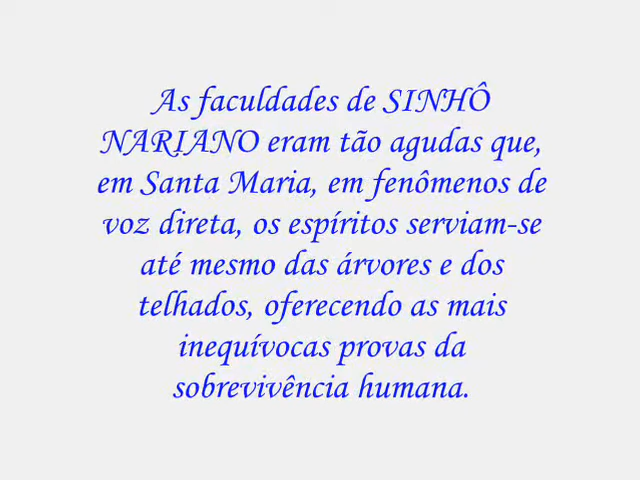 As faculdades de SINHÔ
NARIANO eram tão agudas que,
em Santa Maria, em fenômenos de
voz direta, os espíritos serviam-se
até mesmo das árvores e dos
telhados, oferecendo as mais
inequívocas provas da
sobrevivência humana.